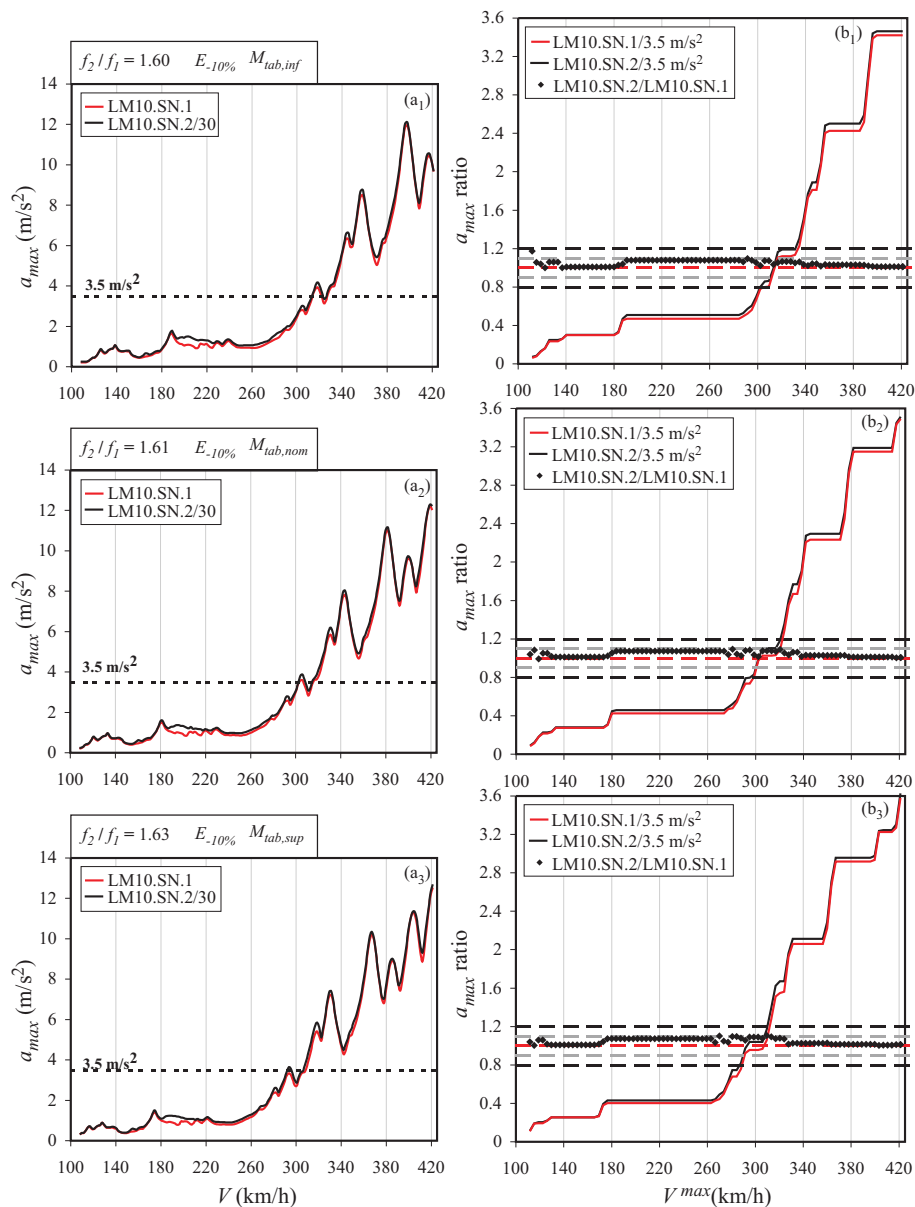 f2 / f1 = 1.60 E-10% Mtab,inf
(a1)
LM10.SN.1
LM10.SN.2/30
14
12
10
8
6
4
2
0
amax (m/s2)
3.5 m/s2
100 140 180 220 260 300 340 380 420
(b1)
LM10.SN.1/3.5 m/s2
LM10.SN.2/3.5 m/s2
LM10.SN.2/LM10.SN.1
3.6
3.2
2.8
2.4
2
1.6
1.2
0.8
0.4
0
amax ratio
100 140 180 220 260 300 340 380 420
f2 / f1 = 1.61 E-10% Mtab,nom
(a2)
LM10.SN.1
LM10.SN.2/30
14
12
10
8
6
4
2
0
amax (m/s2)
3.5 m/s2
100 140 180 220 260 300 340 380 420
(b2)
LM10.SN.1/3.5 m/s2
LM10.SN.2/3.5 m/s2
LM10.SN.2/LM10.SN.1
3.6
3.2
2.8
2.4
2
1.6
1.2
0.8
0.4
0
amax ratio
100 140 180 220 260 300 340 380 420
f2 / f1 = 1.63 E-10% Mtab,sup
(a3)
LM10.SN.1
LM10.SN.2/30
14
12
10
8
6
4
2
0
amax (m/s2)
3.5 m/s2
100 140 180 220 260 300 340 380 420
V (km/h)
(b3)
LM10.SN.1/3.5 m/s2
LM10.SN.2/3.5 m/s2
LM10.SN.2/LM10.SN.1
3.6
3.2
2.8
2.4
2
1.6
1.2
0.8
0.4
0
amax ratio
100 140 180 220 260 300 340 380 420
Vmax(km/h)